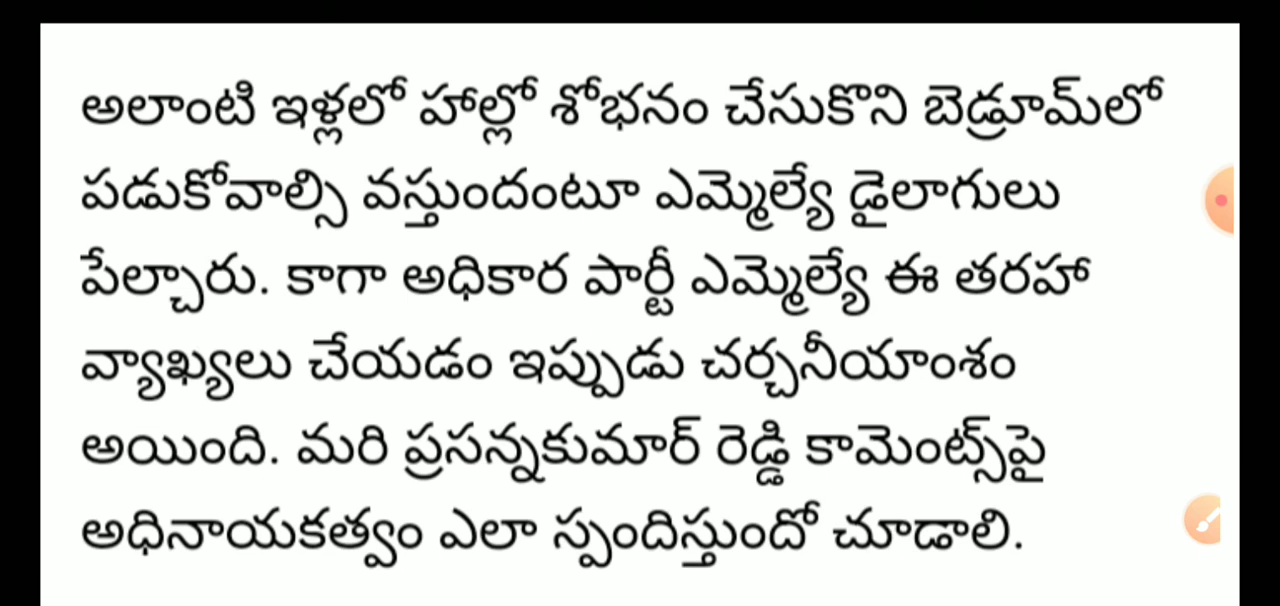 అలాంటి ఇళ్లలో హాల్లో శోభనం చేసుకొని బెడ్రూమ్‌లో
పడుకోవాల్సి వస్తుందంటూ ఎమ్మెల్యే డైలాగులు
పేల్చారు. కాగా అధికార పార్టీ ఎమ్మెల్యే ఈ తరహా
వ్యాఖ్యలు చేయడం ఇప్పుడు చర్చనీయాంశం
అయింది. మరి ప్రసన్నకుమార్ రెడ్డి కామెంట్స్‌పై
అధినాయకత్వం ఎలా స్పందిస్తుందో చూడాలి.